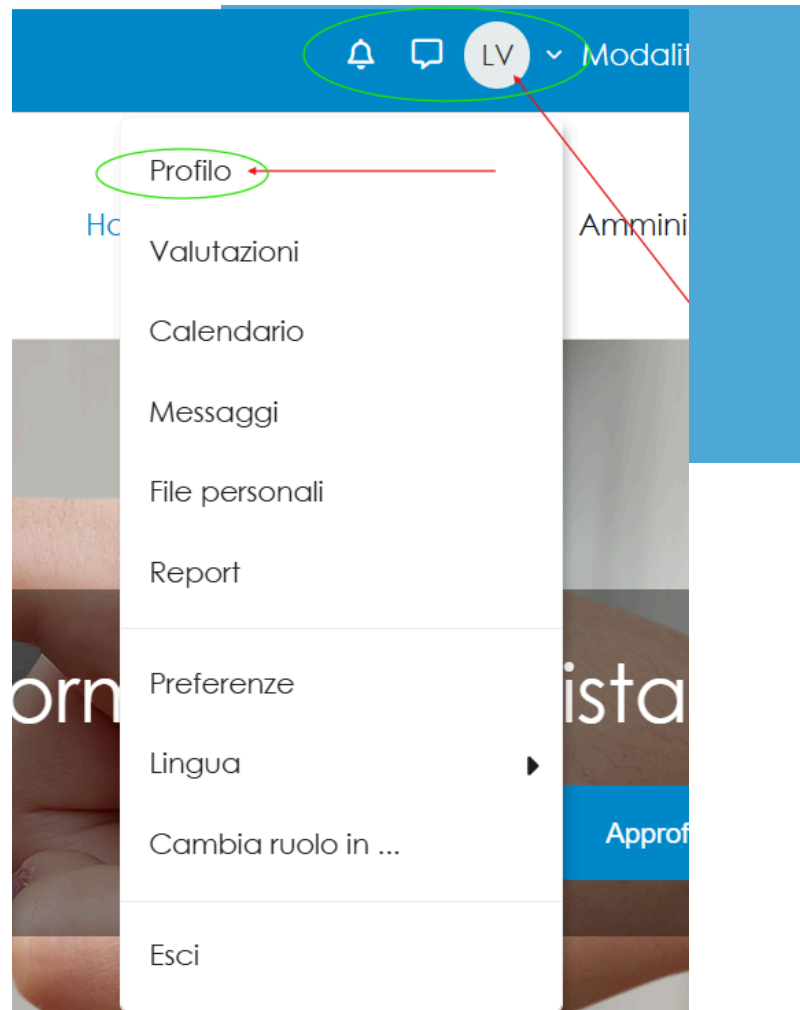 LV Modalit
Profilo
Ho
Ammini
Valutazioni
Calendario
Messaggi
File personali
Report
orn
ista
Preferenze
Lingua
Approf
Cambia ruolo in ...
Esci